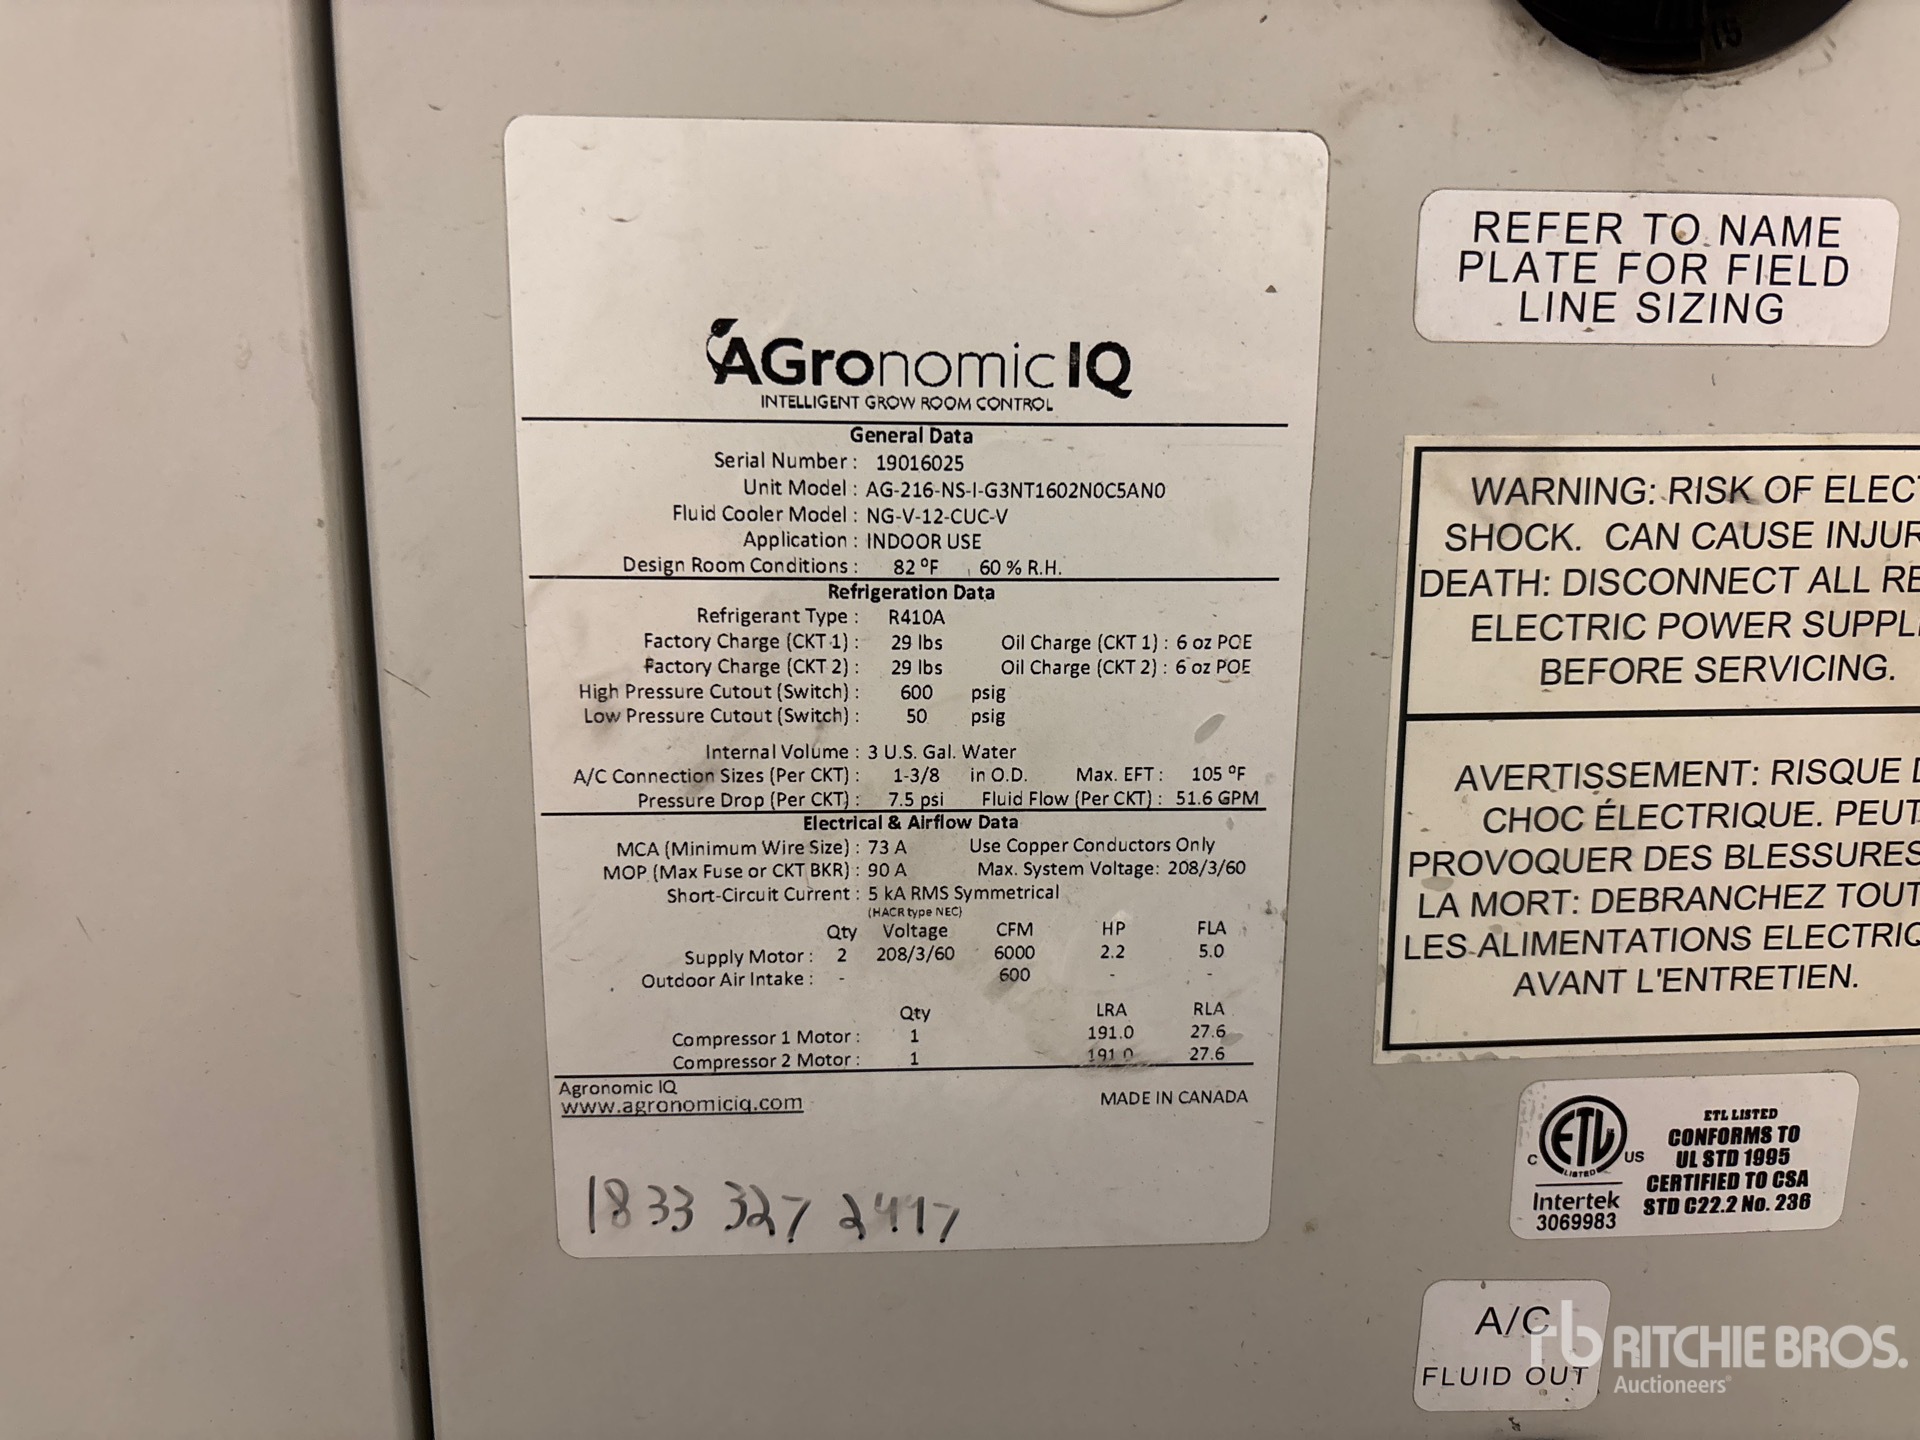 AGronomic IQ
INTELLIGENT GROW ROOM CONTROL
General Data
Serial Number : 19016025
Unit Model : AG-216-NS-I-G3NT1602N0C5AN0
Fluid Cooler Model : NG-V-12-CUC-V
Application : INDOOR USE
Design Room Conditions : 82 °F , 60 % R.H.
Refrigeration Data
Refrigerant Type : R410A
Factory Charge (CKT 1) : 29 lbs Oil Charge (CKT 1) : 6 oz POE
Factory Charge (CKT 2) : 29 lbs Oil Charge (CKT 2) : 6 oz POE
High Pressure Cutout (Switch) : 600 psig
Low Pressure Cutout (Switch) : 50 psig
Internal Volume : 3 U.S. Gal. Water
A/C Connection Sizes (Per CKT) : 1-3/8 in O.D. Max. EFT : 105 °F
Pressure Drop (Per CKT) : 7.5 psi Fluid Flow (Per CKT) : 51.6 GPM
Electrical & Airflow Data
MCA (Minimum Wire Size) : 73 A Use Copper Conductors Only
MOP (Max Fuse or CKT BKR) : 90 A Max. System Voltage: 208/3/60
Short-Circuit Current : 5 kA RMS Symmetrical
(HACR type NEC)
Qty Voltage CFM HP FLA
Supply Motor : 2 208/3/60 6000 2.2 5.0
Outdoor Air Intake : - 600 - -
Qty LRA RLA
Compressor 1 Motor : 1 191.0 27.6
Compressor 2 Motor : 1 191.0 27.6
Agronomic IQ
www.agronomiciq.com MADE IN CANADA
1833 327 2417
REFER TO NAME
PLATE FOR FIELD
LINE SIZING
WARNING: RISK OF ELEC
SHOCK. CAN CAUSE INJUR
DEATH: DISCONNECT ALL RE
ELECTRIC POWER SUPPL
BEFORE SERVICING.
AVERTISSEMENT: RISQUE D
CHOC ÉLECTRIQUE. PEUT
PROVOQUER DES BLESSURES
LA MORT: DEBRANCHEZ TOUT
LES ALIMENTATIONS ELECTRIQ
AVANT L'ENTRETIEN.
ETL LISTED
CONFORMS TO
UL STD 1995
CERTIFIED TO CSA
STD C22.2 No. 236
C ETL US
LISTED
Intertek
3069983
A/C
FLUID OUT
rb RITCHIE BROS.
Auctioneers